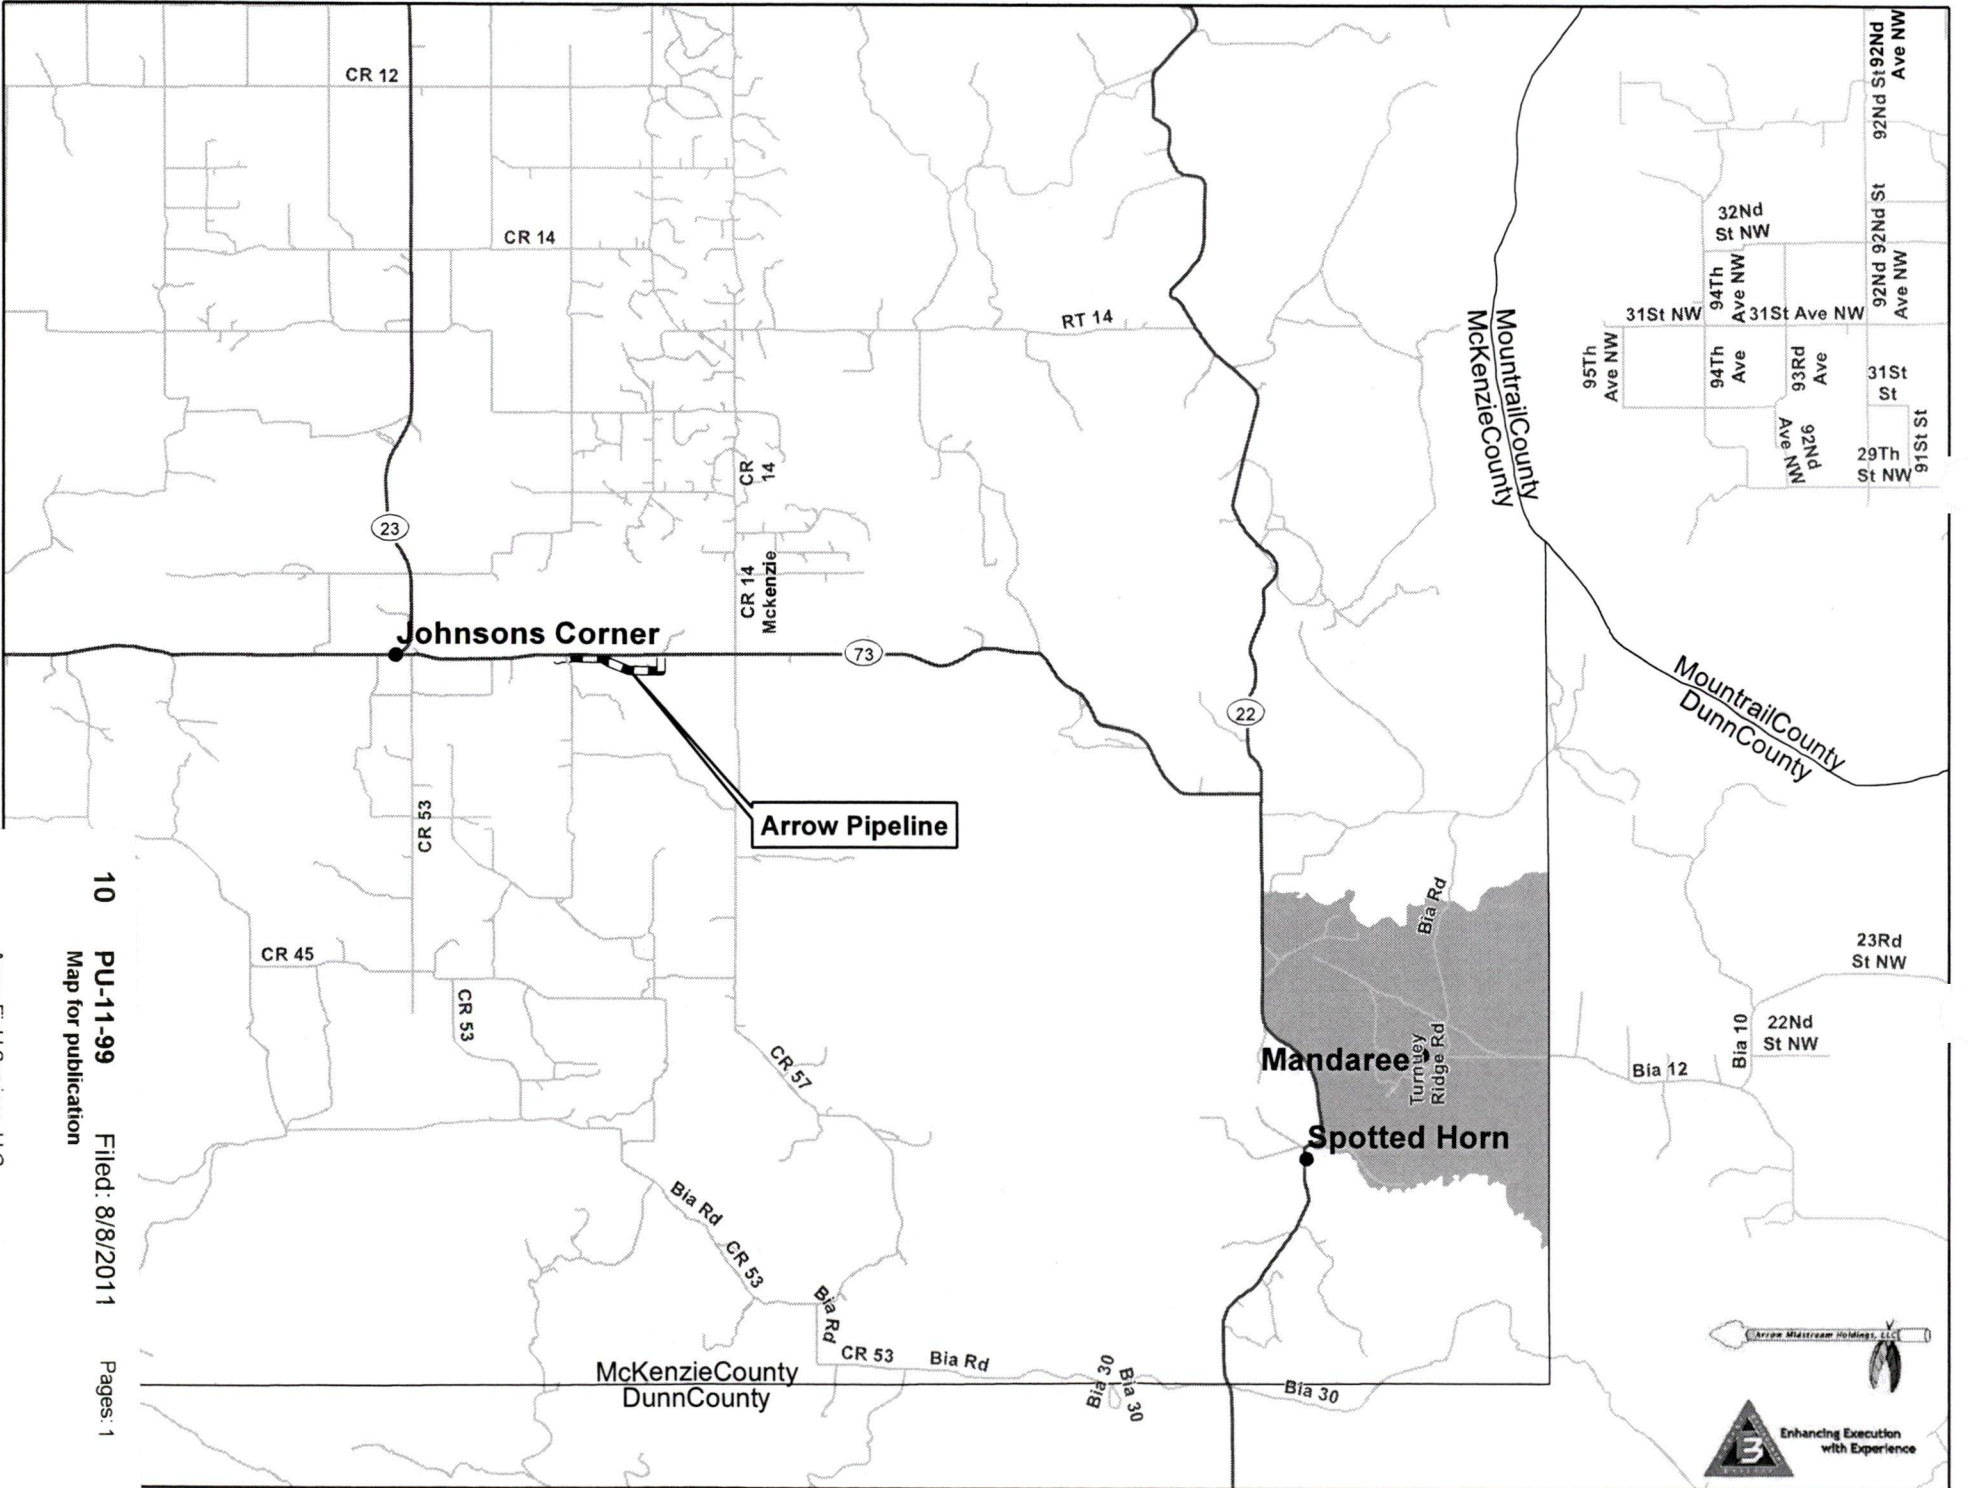 CR 12
92Nd St
92Nd
Ave NW
CR 14
32Nd
St NW
92Nd St
92Nd
Ave NW
94Th
Ave NW
RT 14
31St NW
31St Ave NW
MountrailCounty
McKenzieCounty
95Th
Ave NW
94Th
Ave
93Rd
Ave
31St
St
92Nd
Ave NW
29Th
St NW
91St St
CR
14
23
CR 14
Mckenzie
Johnsons Corner
73
22
MountrailCounty
DunnCounty
CR 53
Arrow Pipeline
Bia Rd
CR 45
23Rd
St NW
CR 53
Bia 10
22Nd
St NW
CR 57
Mandaree
Turnuey
Ridge Rd
Bia 12
Spotted Horn
Bia Rd
CR 53
Bia Rd
CR 53
Bia Rd
McKenzieCounty
DunnCounty
Bia 30
Bia 30
Bia 30
Arrow Midstream Holdings, LLC
3
Enhancing Execution
with Experience
10 PU-11-99 Filed: 8/8/2011 Pages: 1
Map for publication